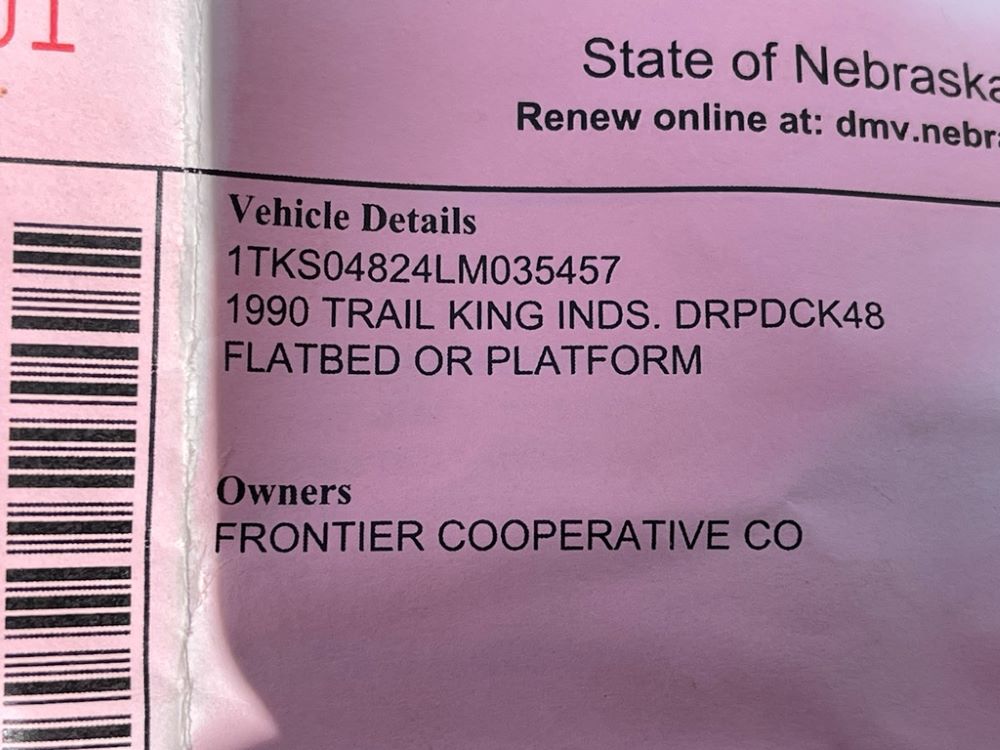 State of Nebraska
Renew online at:
Vehicle Details
1TKS04824LM035457
1990 TRAIL KING INDS. DRPDCK48
FLATBED OR PLATFORM
Owners
FRONTIER COOPERATIVE CO